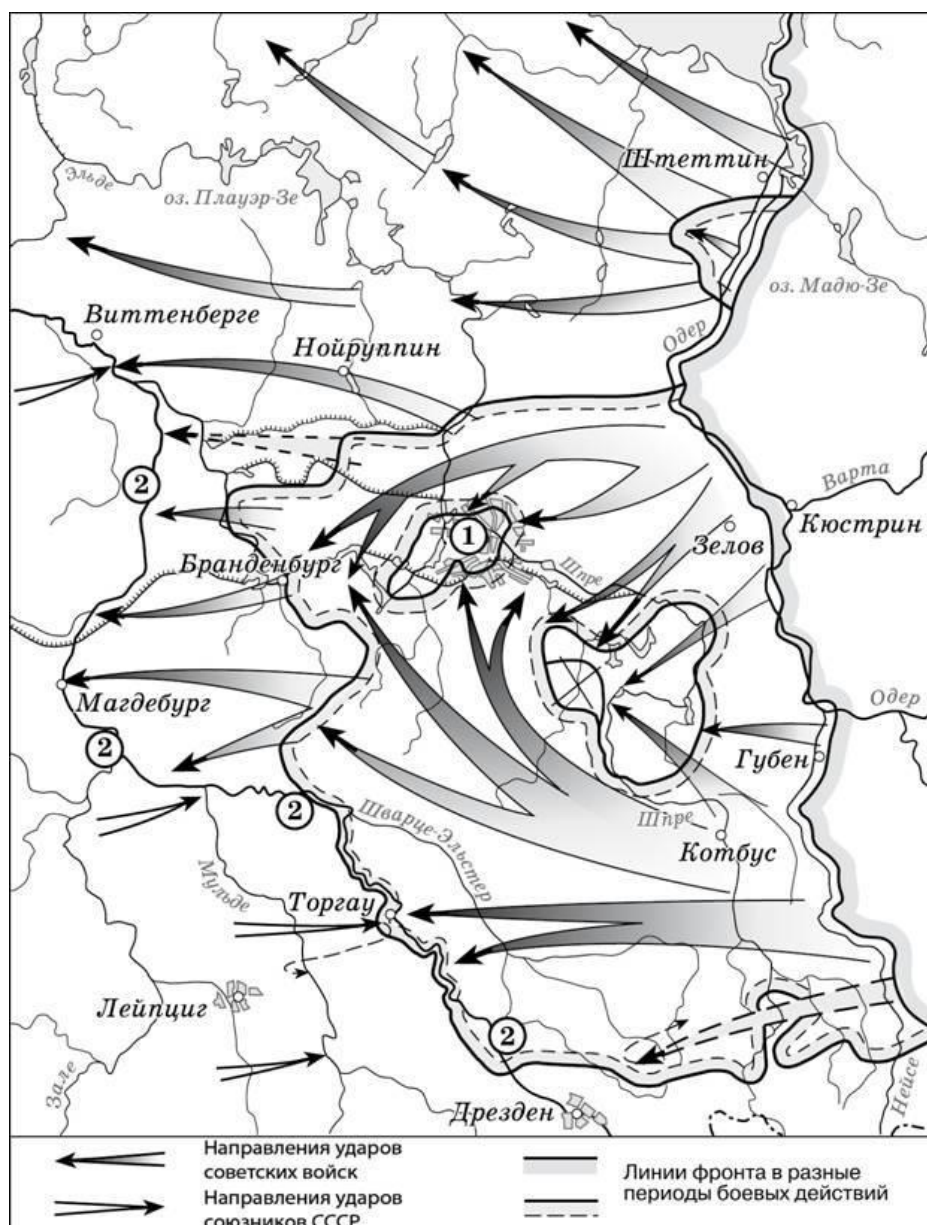 Штеттин
Эльде
оз. Плауэр-Зе
оз. Мадю-Зе
Виттенберге
Одер
Нойруппин
2
Варта
1
Кюстрин
Зелов
Шпре
Бранденбург
Магдебург
Одер
2
Губен
2
Шпре
Шварце-Эльстер
Котбус
Мульде
Торгау
Лейпциг
2
Зале
Нейсе
Дрезден
Направления ударов
советских войск
Направления ударов
союзников СССР
Линии фронта в разные
периоды боевых действий